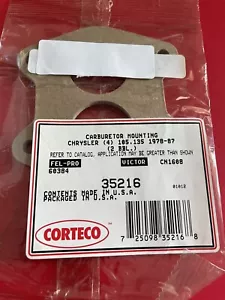 CARBURETOR MOUNTING
CHRYSLER (4) 105.135 1978-87
(2 BBL.)
REFER TO CATALOG, APPLICATION MAY BE GREATER THAN SHOWN
FEL-PRO VICTOR CN1608
60384
35216
CONTENTS MADE IN U.S.A.
PACKAGED IN U.S.A.
CORTECO
7 25098 35216 8